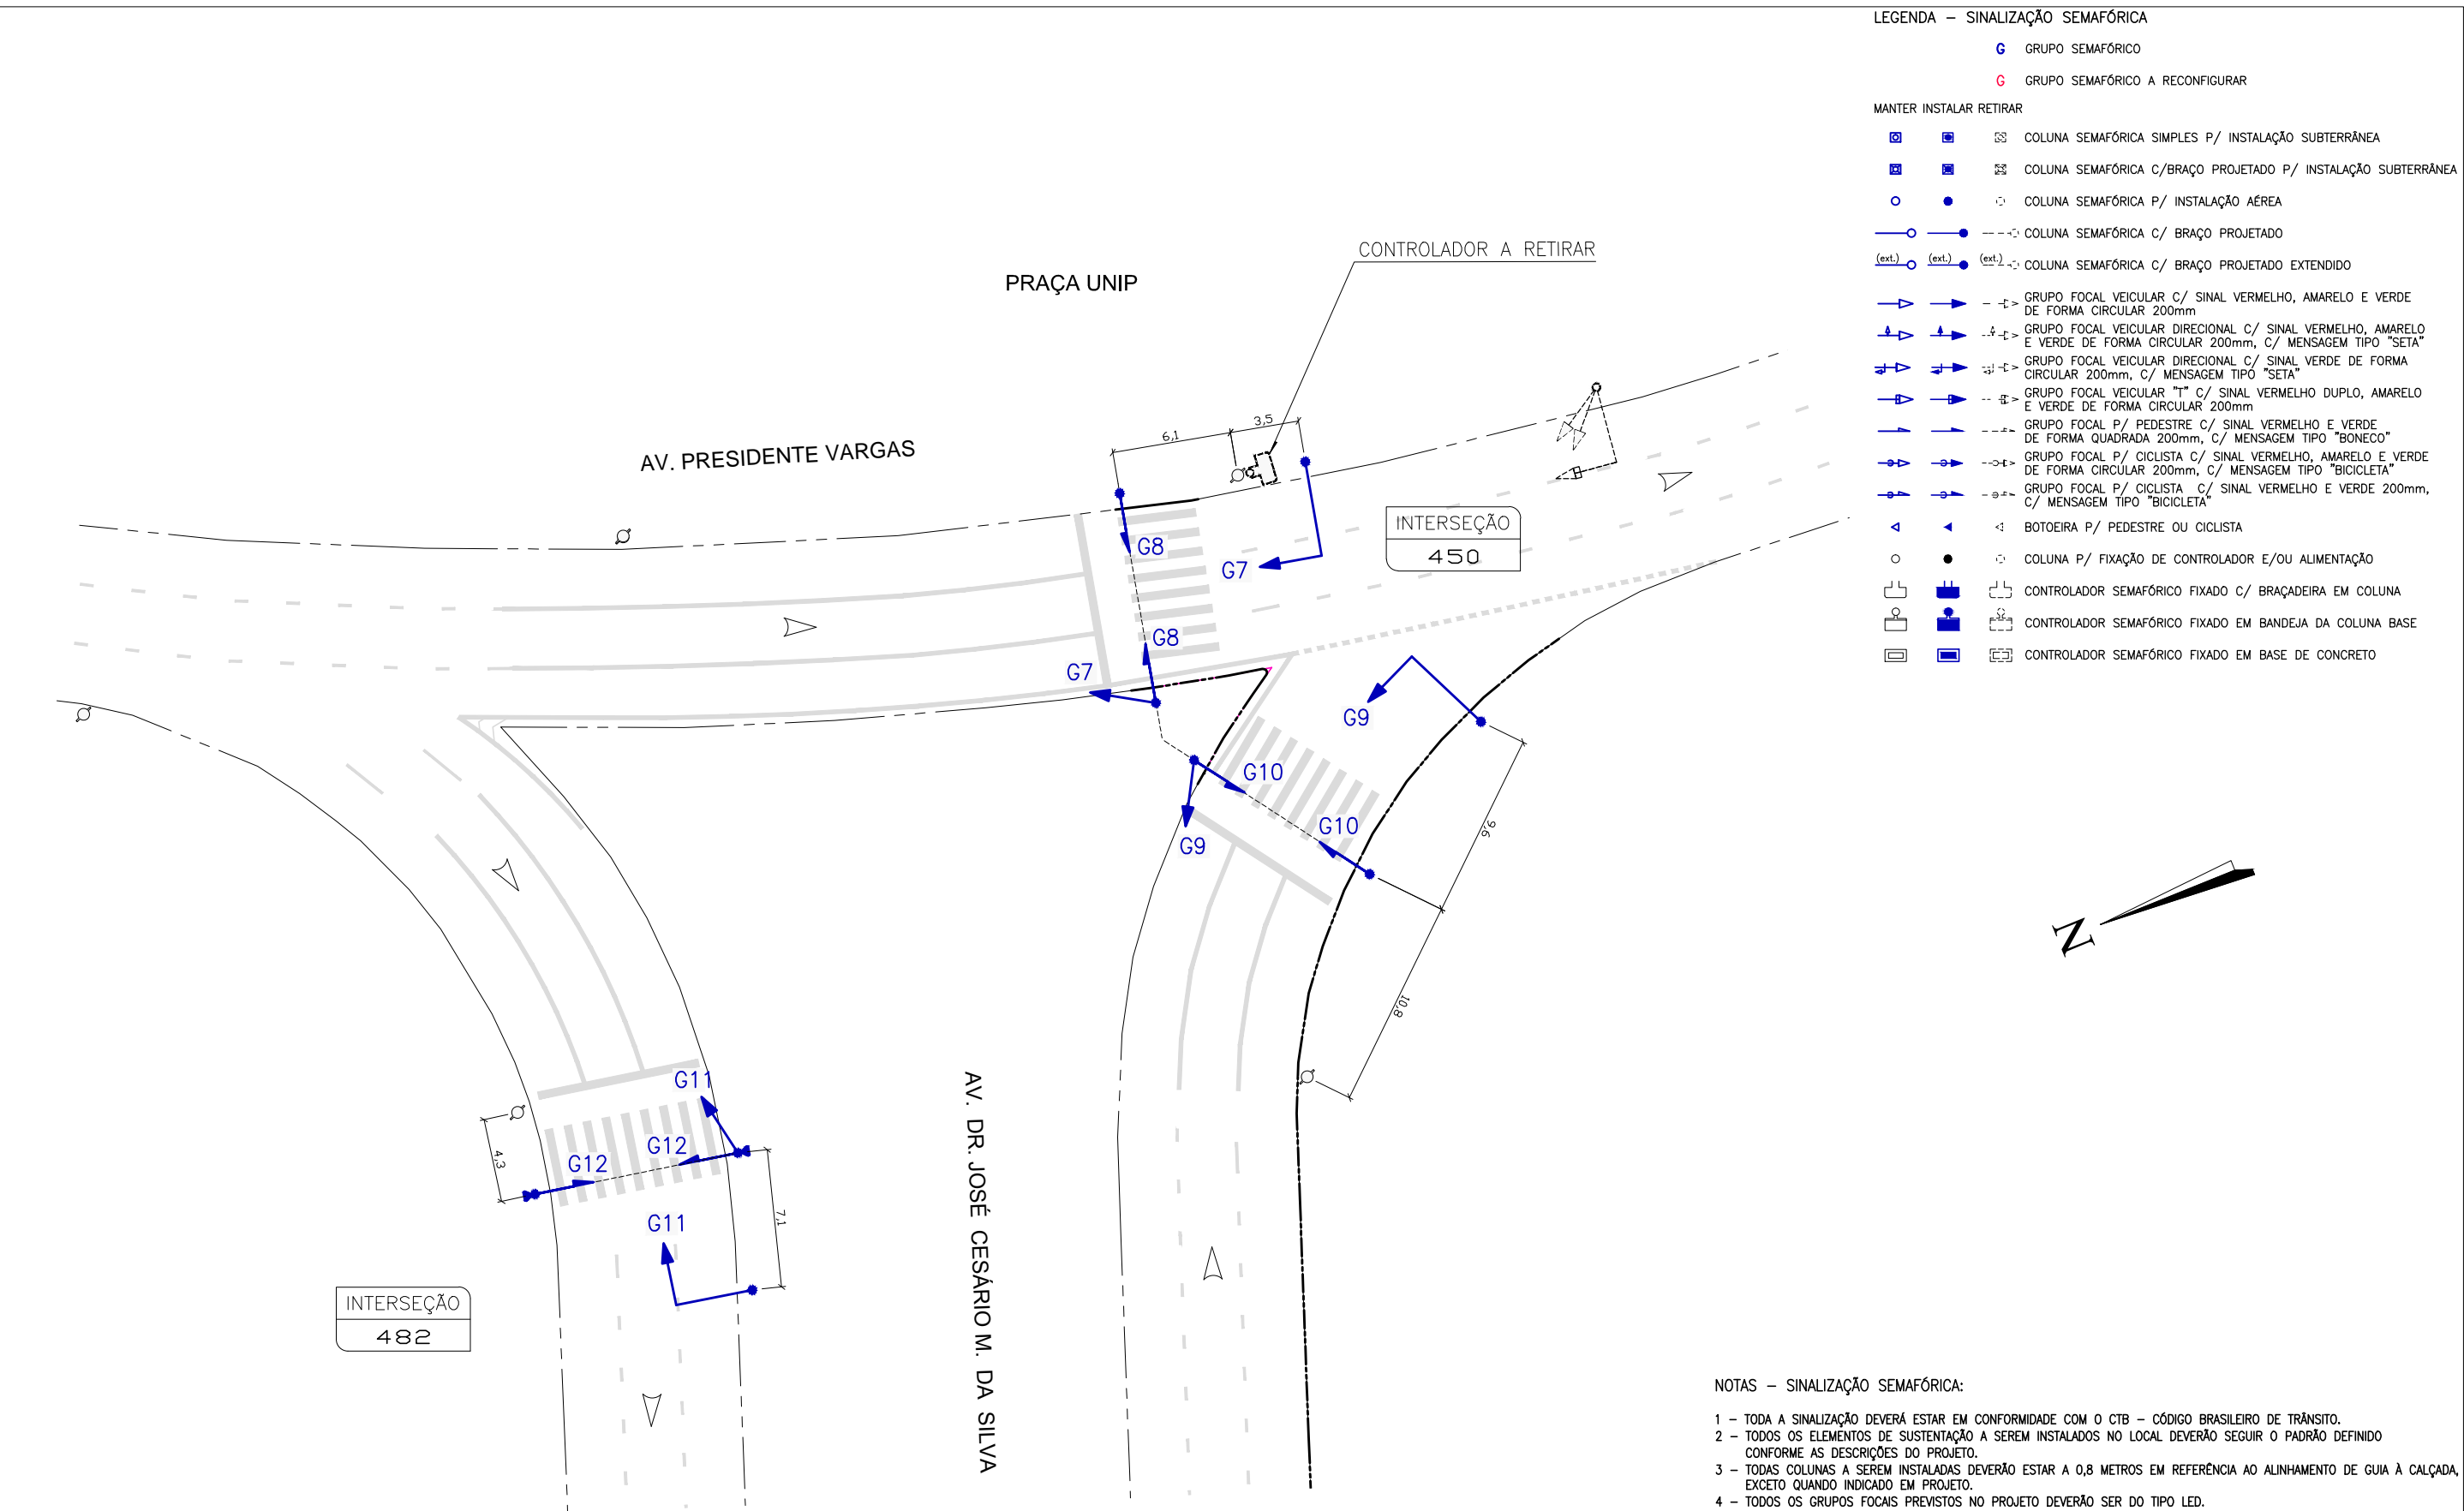 LEGENDA – SINALIZAÇÃO SEMAFÓRICA
G GRUPO SEMAFÓRICO
G GRUPO SEMAFÓRICO A RECONFIGURAR
MANTER INSTALAR RETIRAR
COLUNA SEMAFÓRICA SIMPLES P/ INSTALAÇÃO SUBTERRÂNEA
COLUNA SEMAFÓRICA C/BRAÇO PROJETADO P/ INSTALAÇÃO SUBTERRÂNEA
COLUNA SEMAFÓRICA P/ INSTALAÇÃO AÉREA
COLUNA SEMAFÓRICA C/ BRAÇO PROJETADO
(ext.) (ext.) (ext.) COLUNA SEMAFÓRICA C/ BRAÇO PROJETADO EXTENDIDO
GRUPO FOCAL VEICULAR C/ SINAL VERMELHO, AMARELO E VERDE
DE FORMA CIRCULAR 200mm
GRUPO FOCAL VEICULAR DIRECIONAL C/ SINAL VERMELHO, AMARELO
E VERDE DE FORMA CIRCULAR 200mm, C/ MENSAGEM TIPO "SETA"
GRUPO FOCAL VEICULAR DIRECIONAL C/ SINAL VERDE DE FORMA
CIRCULAR 200mm, C/ MENSAGEM TIPO "SETA"
GRUPO FOCAL VEICULAR "T" C/ SINAL VERMELHO DUPLO, AMARELO
E VERDE DE FORMA CIRCULAR 200mm
GRUPO FOCAL P/ PEDESTRE C/ SINAL VERMELHO E VERDE
DE FORMA QUADRADA 200mm, C/ MENSAGEM TIPO "BONECO"
GRUPO FOCAL P/ CICLISTA C/ SINAL VERMELHO, AMARELO E VERDE
DE FORMA CIRCULAR 200mm, C/ MENSAGEM TIPO "BICICLETA"
GRUPO FOCAL P/ CICLISTA C/ SINAL VERMELHO E VERDE 200mm,
C/ MENSAGEM TIPO "BICICLETA"
BOTOEIRA P/ PEDESTRE OU CICLISTA
COLUNA P/ FIXAÇÃO DE CONTROLADOR E/OU ALIMENTAÇÃO
CONTROLADOR SEMAFÓRICO FIXADO C/ BRAÇADEIRA EM COLUNA
CONTROLADOR SEMAFÓRICO FIXADO EM BANDEJA DA COLUNA BASE
CONTROLADOR SEMAFÓRICO FIXADO EM BASE DE CONCRETO
CONTROLADOR A RETIRAR
PRAÇA UNIP
AV. PRESIDENTE VARGAS
6,1
3,5
INTERSEÇÃO
450
G8
G7
G8
G7
G9
G10
G10
G9
9,6
10,8
N
G11
G12
G12
4,3
7,1
G11
AV. DR. JOSÉ CESÁRIO M. DA SILVA
INTERSEÇÃO
482
NOTAS – SINALIZAÇÃO SEMAFÓRICA:
1 – TODA A SINALIZAÇÃO DEVERÁ ESTAR EM CONFORMIDADE COM O CTB – CÓDIGO BRASILEIRO DE TRÂNSITO.
2 – TODOS OS ELEMENTOS DE SUSTENTAÇÃO A SEREM INSTALADOS NO LOCAL DEVERÃO SEGUIR O PADRÃO DEFINIDO
CONFORME AS DESCRIÇÕES DO PROJETO.
3 – TODAS COLUNAS A SEREM INSTALADAS DEVERÃO ESTAR A 0,8 METROS EM REFERÊNCIA AO ALINHAMENTO DE GUIA À CALÇADA,
EXCETO QUANDO INDICADO EM PROJETO.
4 – TODOS OS GRUPOS FOCAIS PREVISTOS NO PROJETO DEVERÃO SER DO TIPO LED.